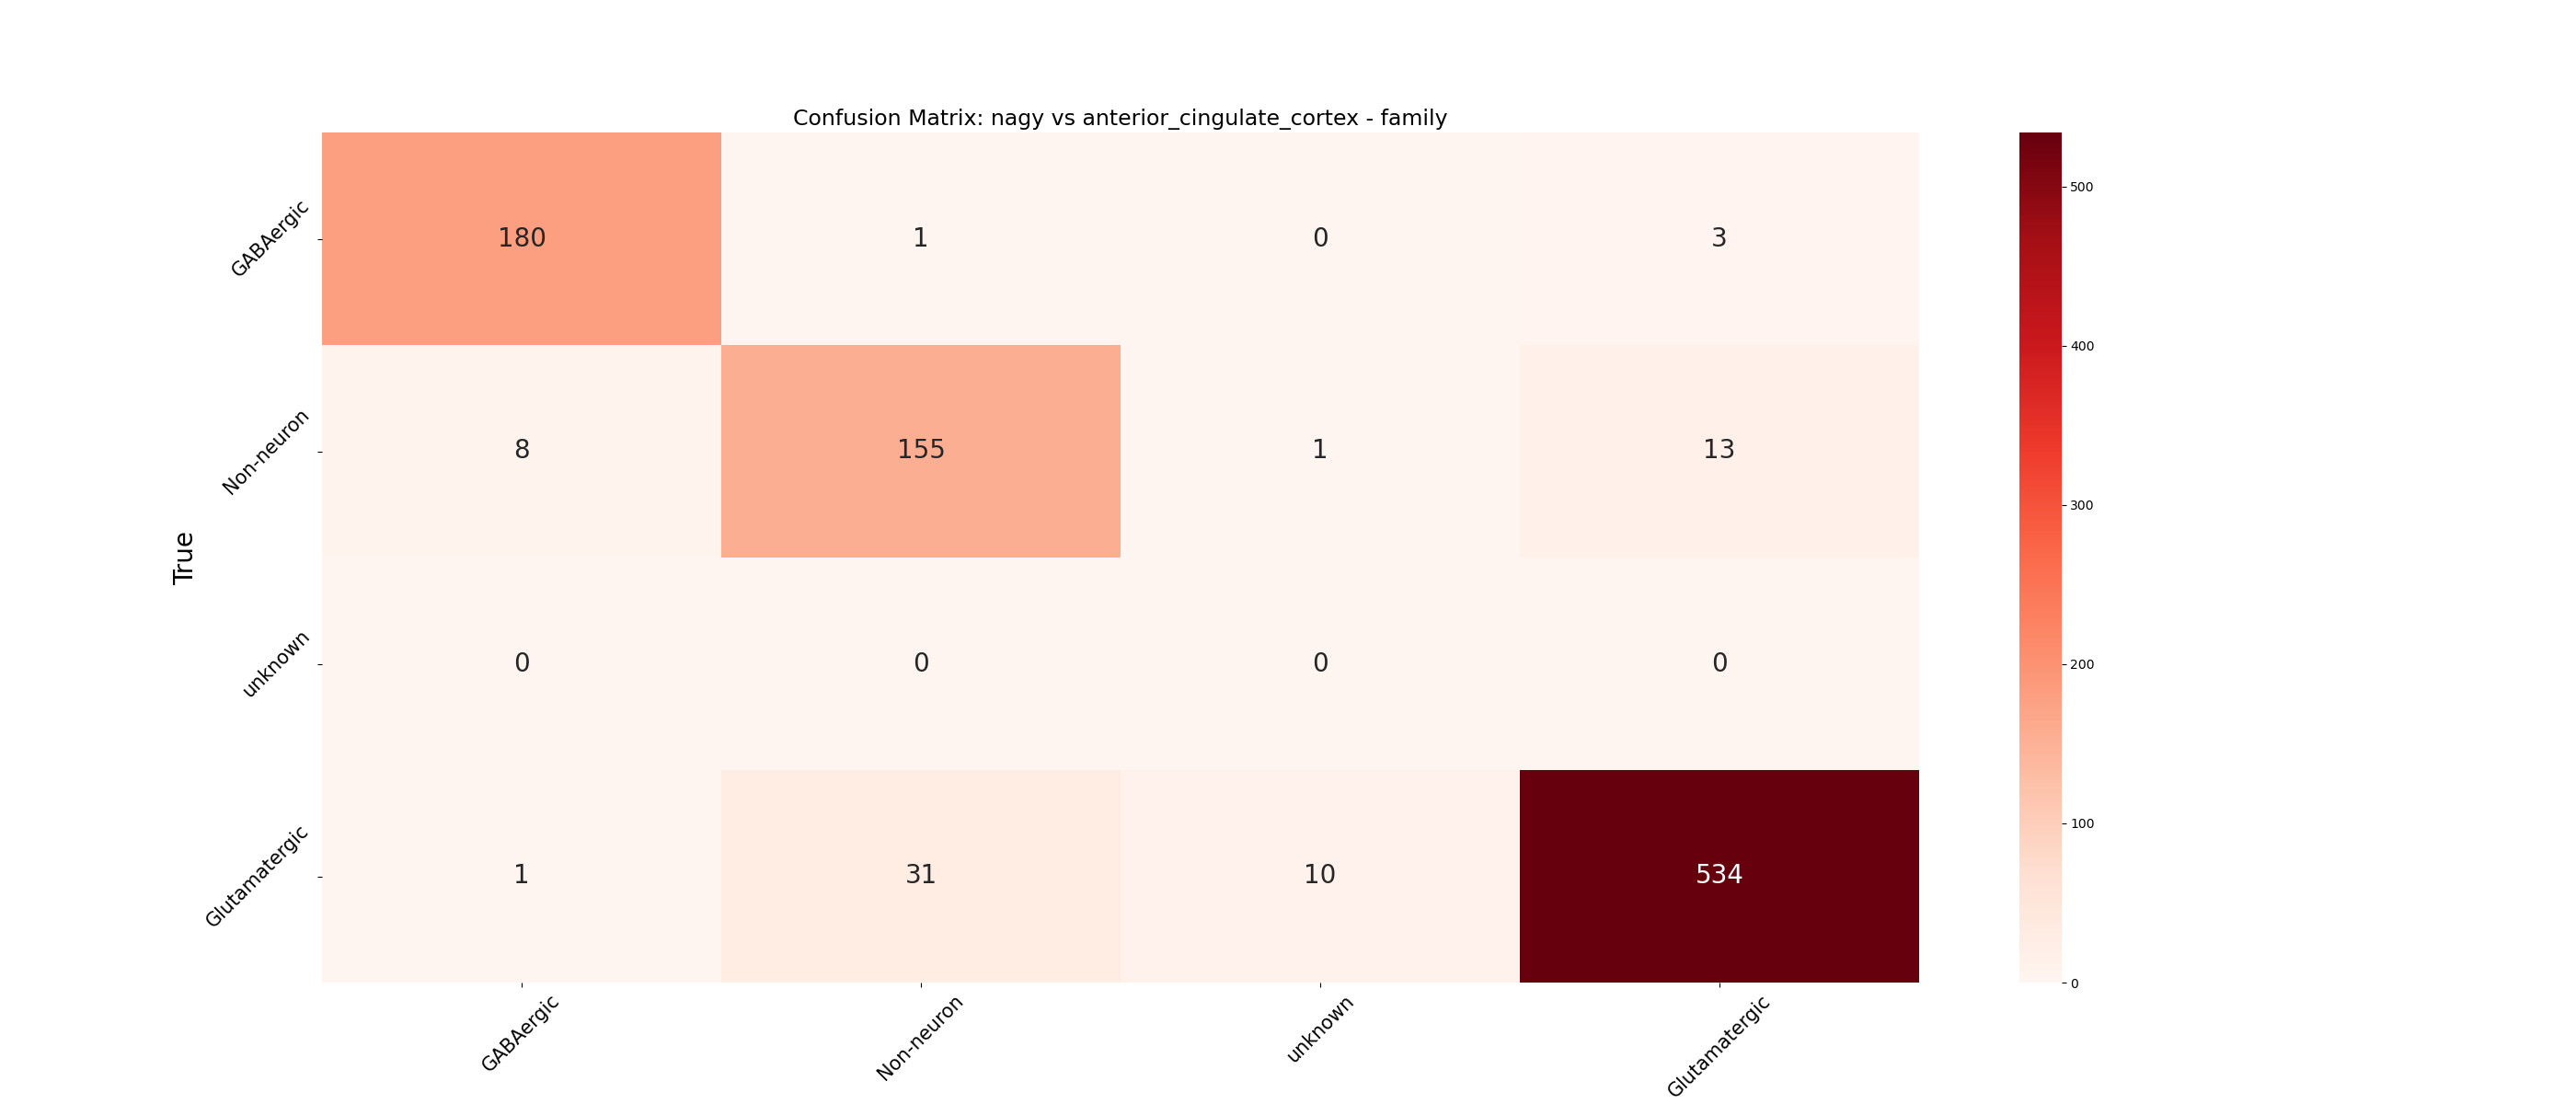 Confusion Matrix: nagy vs anterior_cingulate_cortex - family
True
GABAergic 180 1 0 3
Non-neuron 8 155 1 13
unknown 0 0 0 0
Glutamatergic 1 31 10 534
GABAergic Non-neuron unknown Glutamatergic
500
400
300
200
100
0